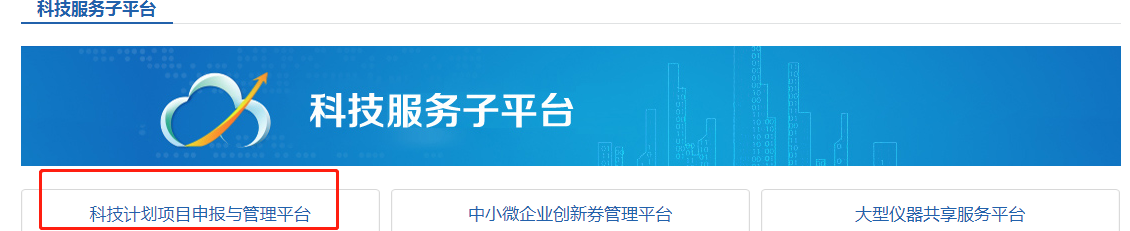 科技服务子平台
科技服务子平台
科技计划项目申报与管理平台
中小微企业创新券管理平台
大型仪器共享服务平台